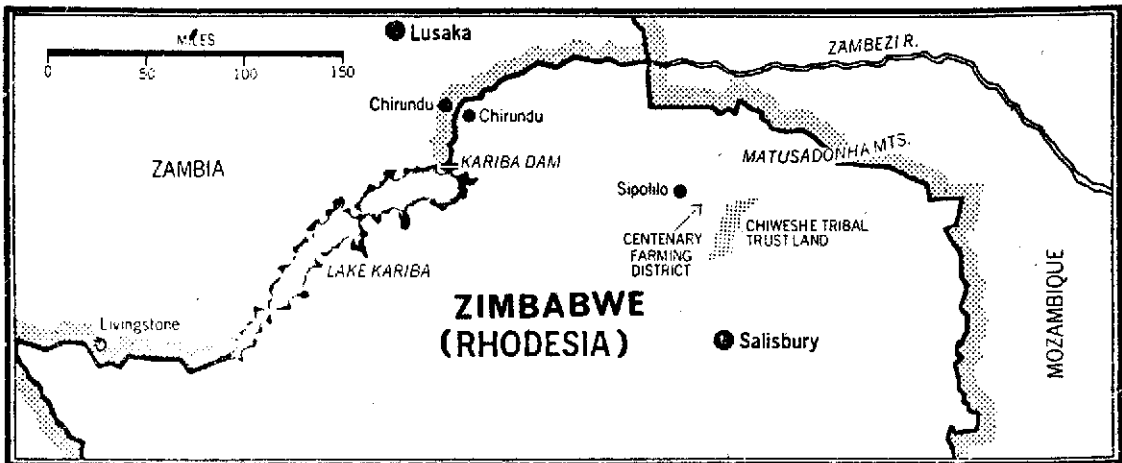 MILES
0 50 100 150
Lusaka
ZAMBEZI R.
Chirundu
Chirundu
KARIBA DAM
MATUSADONHA MTS.
ZAMBIA
Sipolilo
CHIWESHE TRIBAL
TRUST LAND
CENTENARY
FARMING
DISTRICT
LAKE KARIBA
MOZAMBIQUE
ZIMBABWE
(RHODESIA)
Livingstone
Salisbury